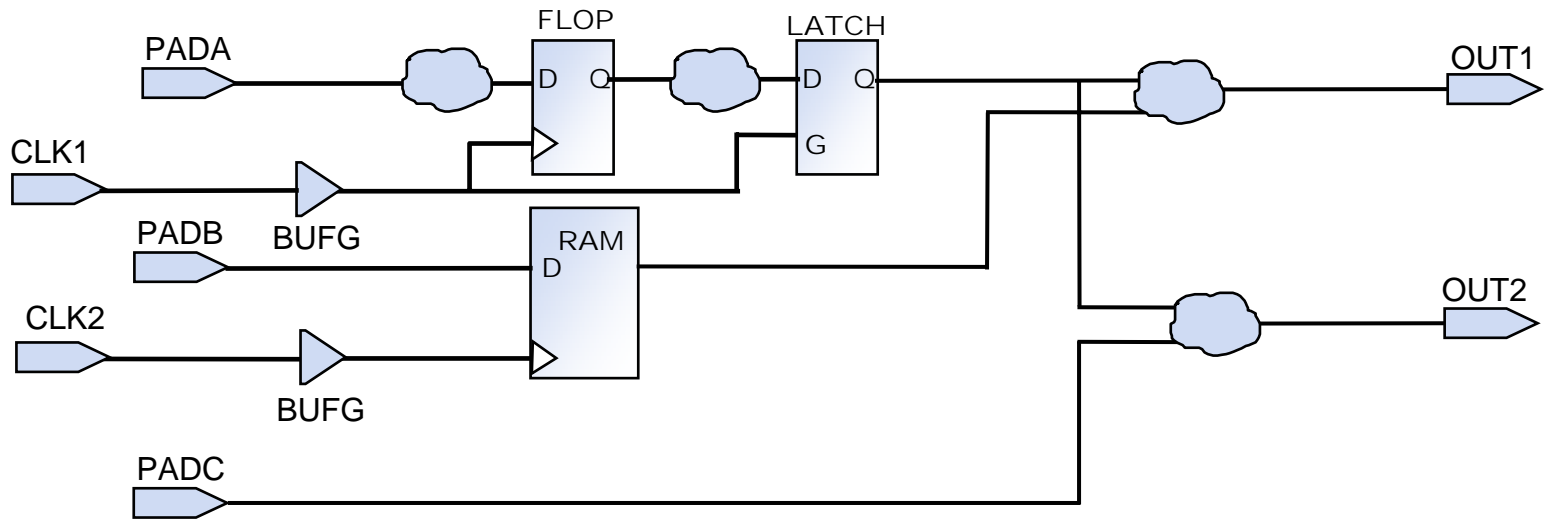 FLOP
LATCH
PADA
OUT1
D
Q
D
Q
CLK1
G
PADB
BUFG
RAM
D
OUT2
CLK2
BUFG
PADC